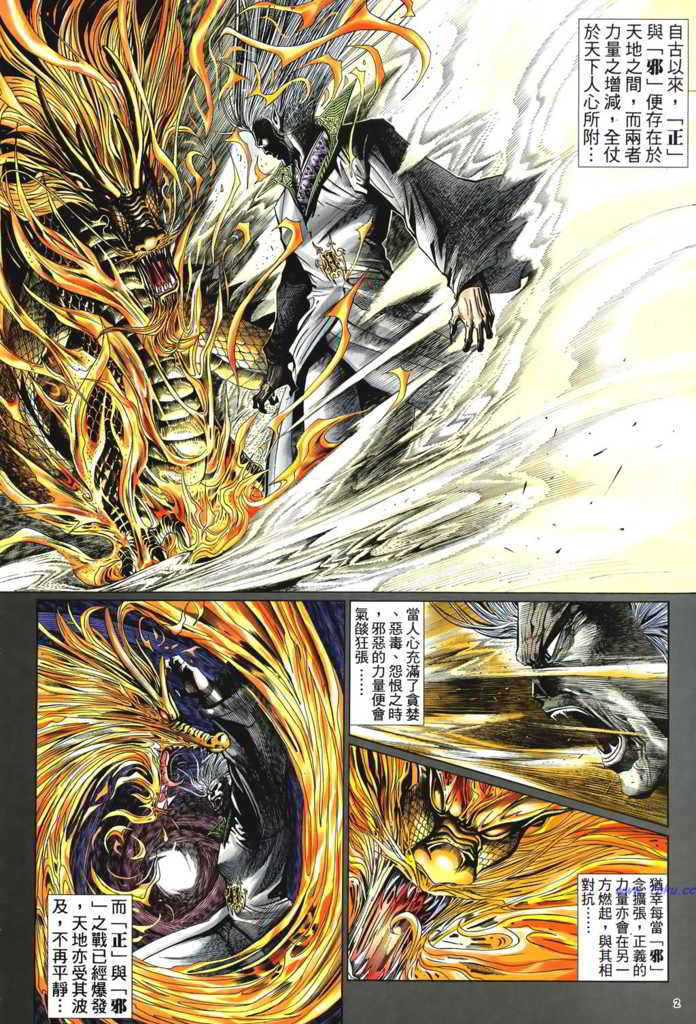 自古以來，「正」
與「邪」便存在於
天地之間，而兩者
力量之增減，全仗
於天下人心所附…
當人心充滿了貪婪
、惡毒、怨恨之時
，邪惡的力量便會
氣燄狂張……
猶幸每當「邪」
念擴張，正義的
力量亦會在另一
方燃起，與其相
對抗……
而「正」與「邪
」之戰已經爆發
，天地亦受其波
及，不再平靜…
2